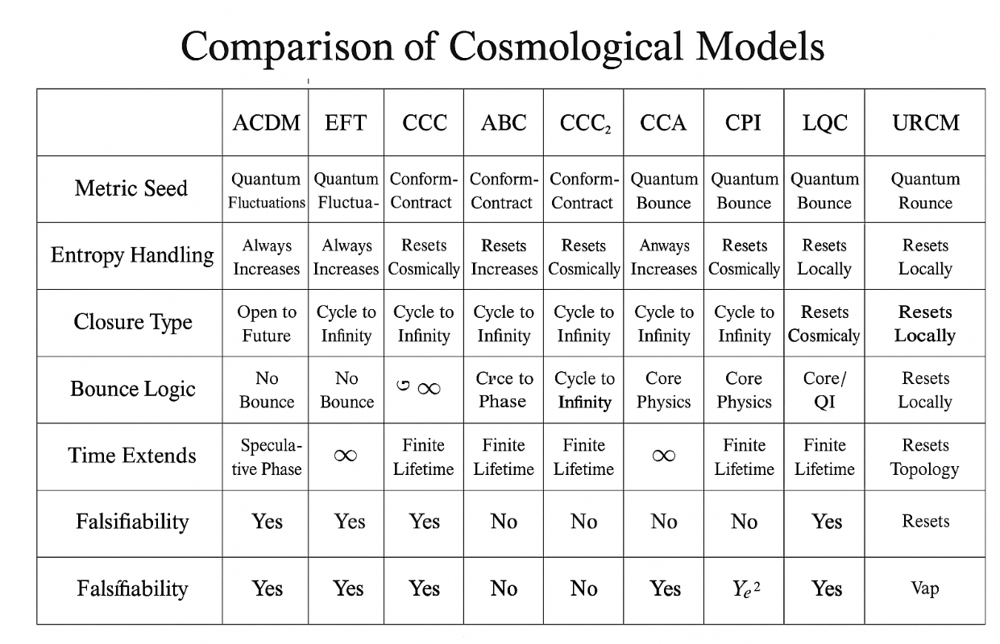 Comparison of Cosmological Models
ACDM EFT CCC ABC CCC₂ CCA CPI LQC URCM
Metric Seed
Quantum Quantum Conform- Conform- Conform- Quantum Quantum Quantum Quantum
Fluctuations Fluctua- Contract Contract Contract Bounce Bounce Bounce Rounce
Entropy Handling
Always Always Resets Resets Resets Anways Resets Resets Resets
Increases Increases Cosmically Increases Cosmically Increases Cosmically Locally Locally
Closure Type
Open to Cycle to Cycle to Cycle to Cycle to Cycle to Cycle to Resets Resets
Future Infinity Infinity Infinity Infinity Infinity Infinity Cosmicaly Locally
Bounce Logic
No No ∞ Crce to Cycle to Core Core Core/ Resets
Bounce Bounce Phase Infinity Physics Physics QI Locally
Time Extends
Specula- ∞ Finite Finite Finite ∞ Finite Finite Resets
tive Phase Lifetime Lifetime Lifetime Lifetime Lifetime Topology
Falsifiability Yes Yes Yes No No No No Yes Resets
Falsffiability Yes Yes Yes No No Yes Ye² Yes Vap